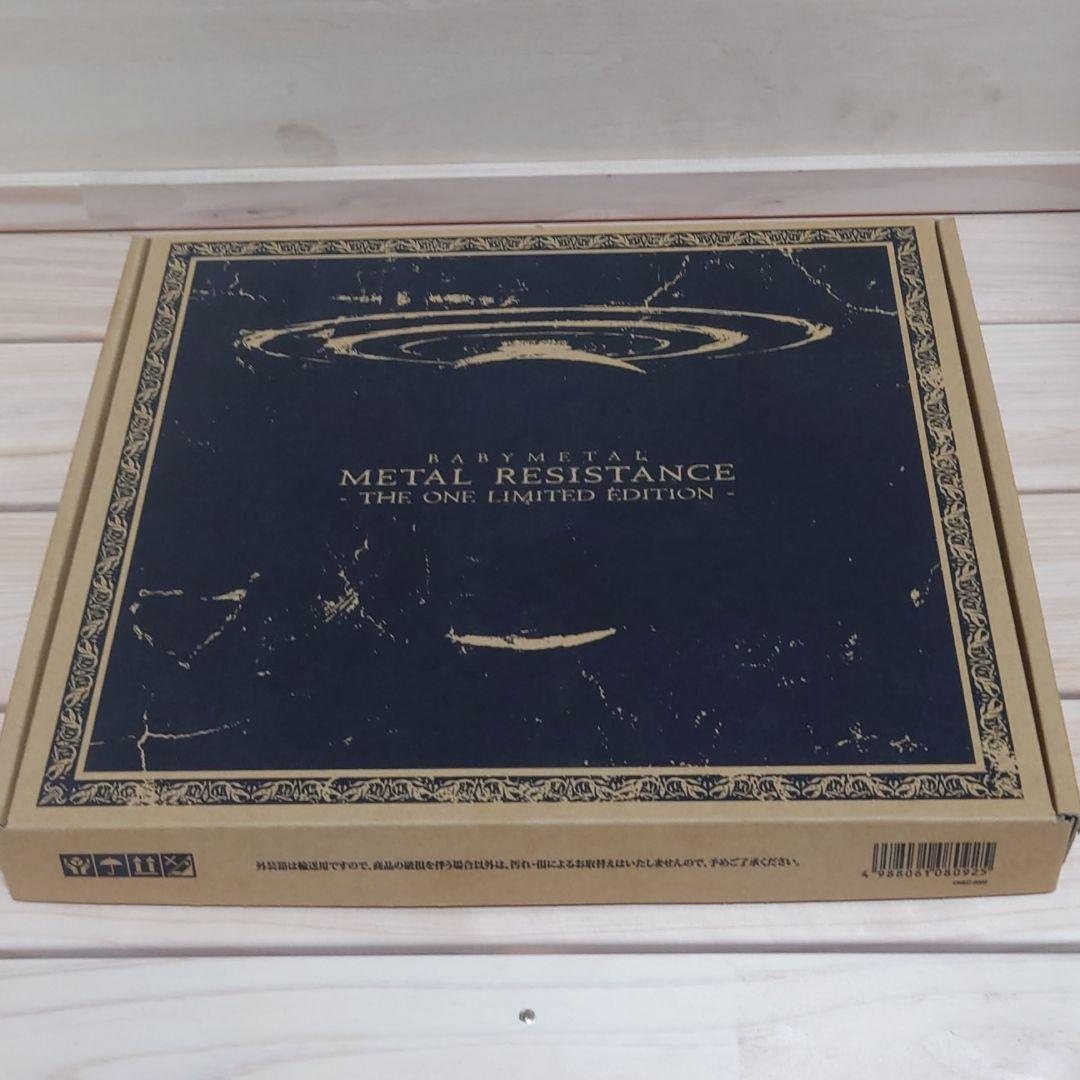 BABYMETAL
METAL RESISTANCE
- THE ONE LIMITED EDITION -
外装箱は輸送用ですので、商品の破損を伴う場合以外は、汚れ・傷によるお取替えはいたしませんので、予めご了承ください。
4 988061 080925